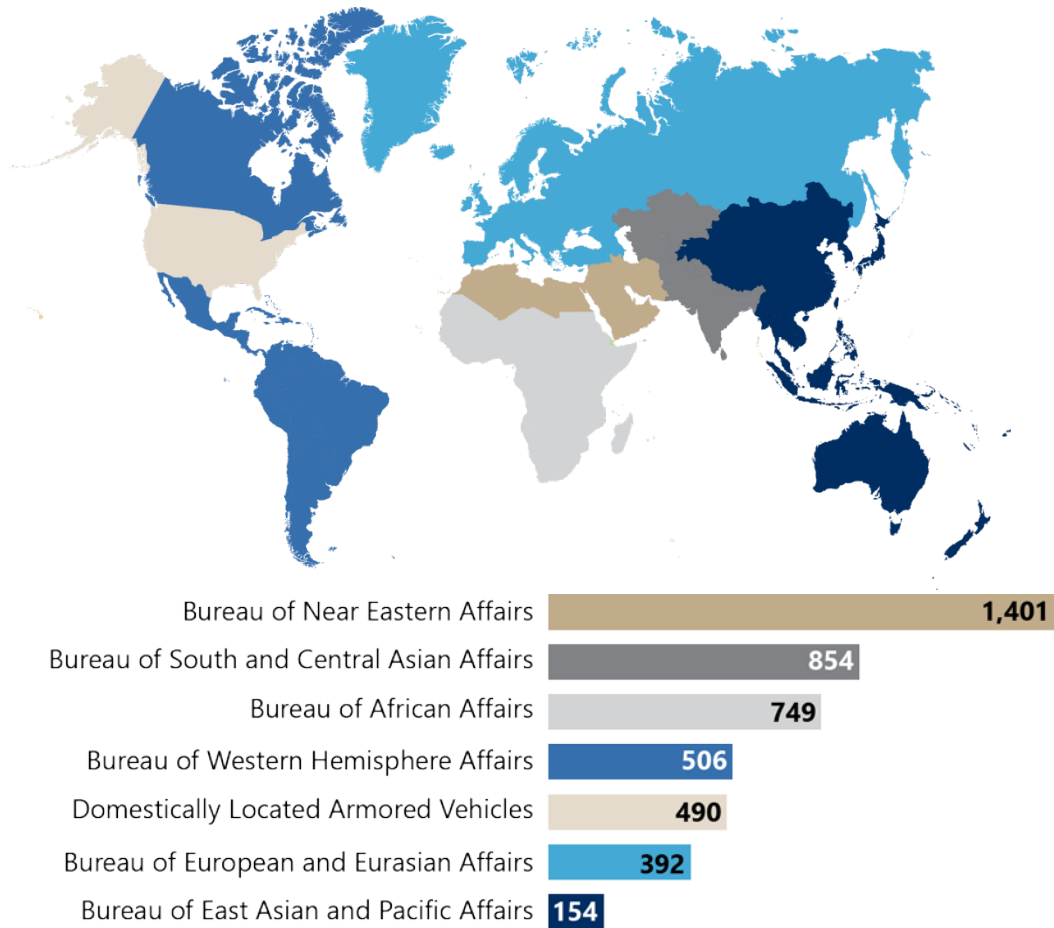 Bureau of Near Eastern Affairs 1,401
Bureau of South and Central Asian Affairs 854
Bureau of African Affairs 749
Bureau of Western Hemisphere Affairs 506
Domestically Located Armored Vehicles 490
Bureau of European and Eurasian Affairs 392
Bureau of East Asian and Pacific Affairs 154